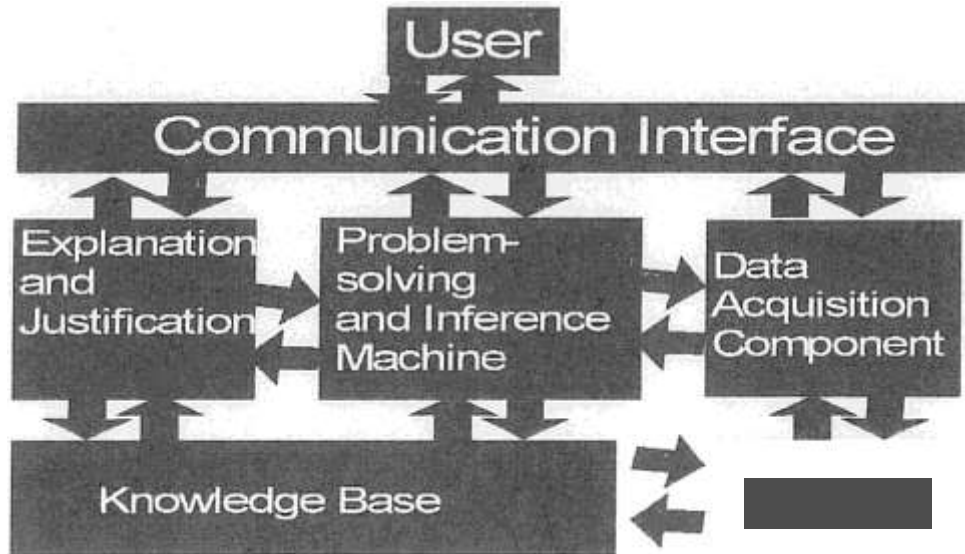 User
Communication Interface
Explanation
and
Justification
Problem-
solving
and Inference
Machine
Data
Acquisition
Component
Knowledge Base